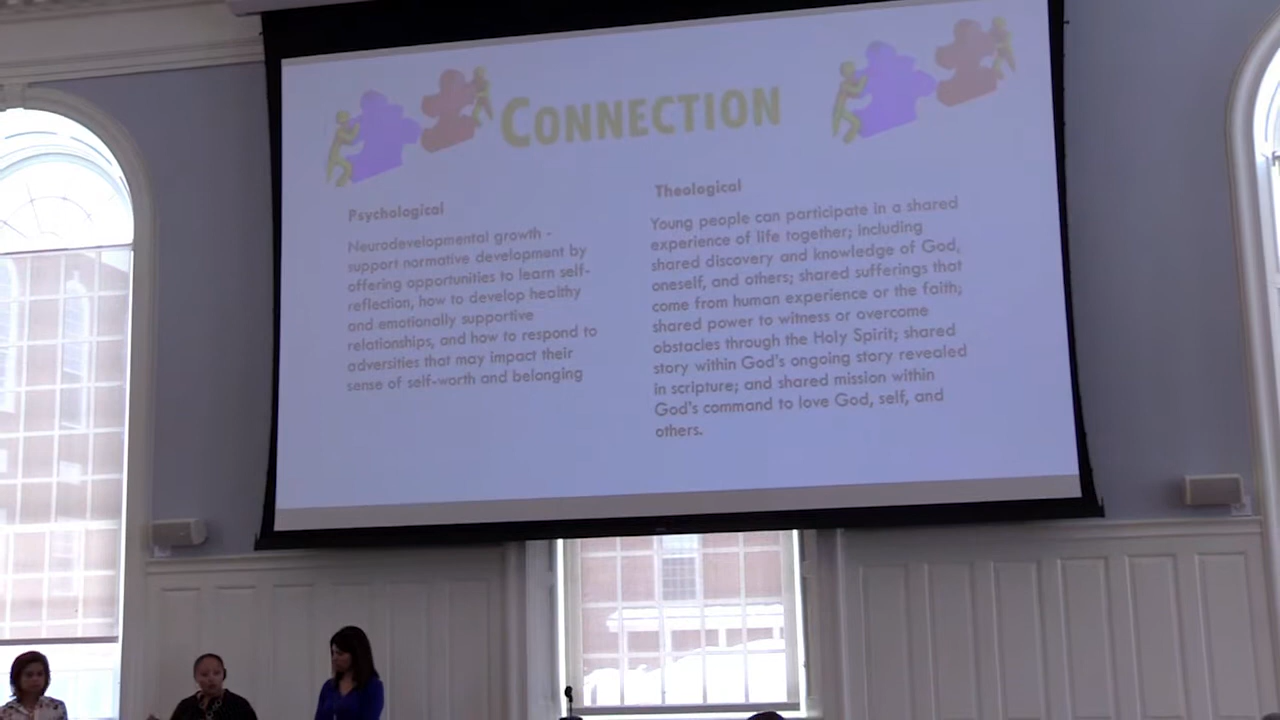 CONNECTION
Psychological
Neurodevelopmental growth -
support normative development by
offering opportunities to learn self-
reflection, how to develop healthy
and emotionally supportive
relationships, and how to respond to
adversities that may impact their
sense of self-worth and belonging
Theological
Young people can participate in a shared
experience of life together; including
shared discovery and knowledge of God,
oneself, and others; shared sufferings that
come from human experience or the faith;
shared power to witness or overcome
obstacles through the Holy Spirit; shared
story within God's ongoing story revealed
in scripture; and shared mission within
God's command to love God, self, and
others.